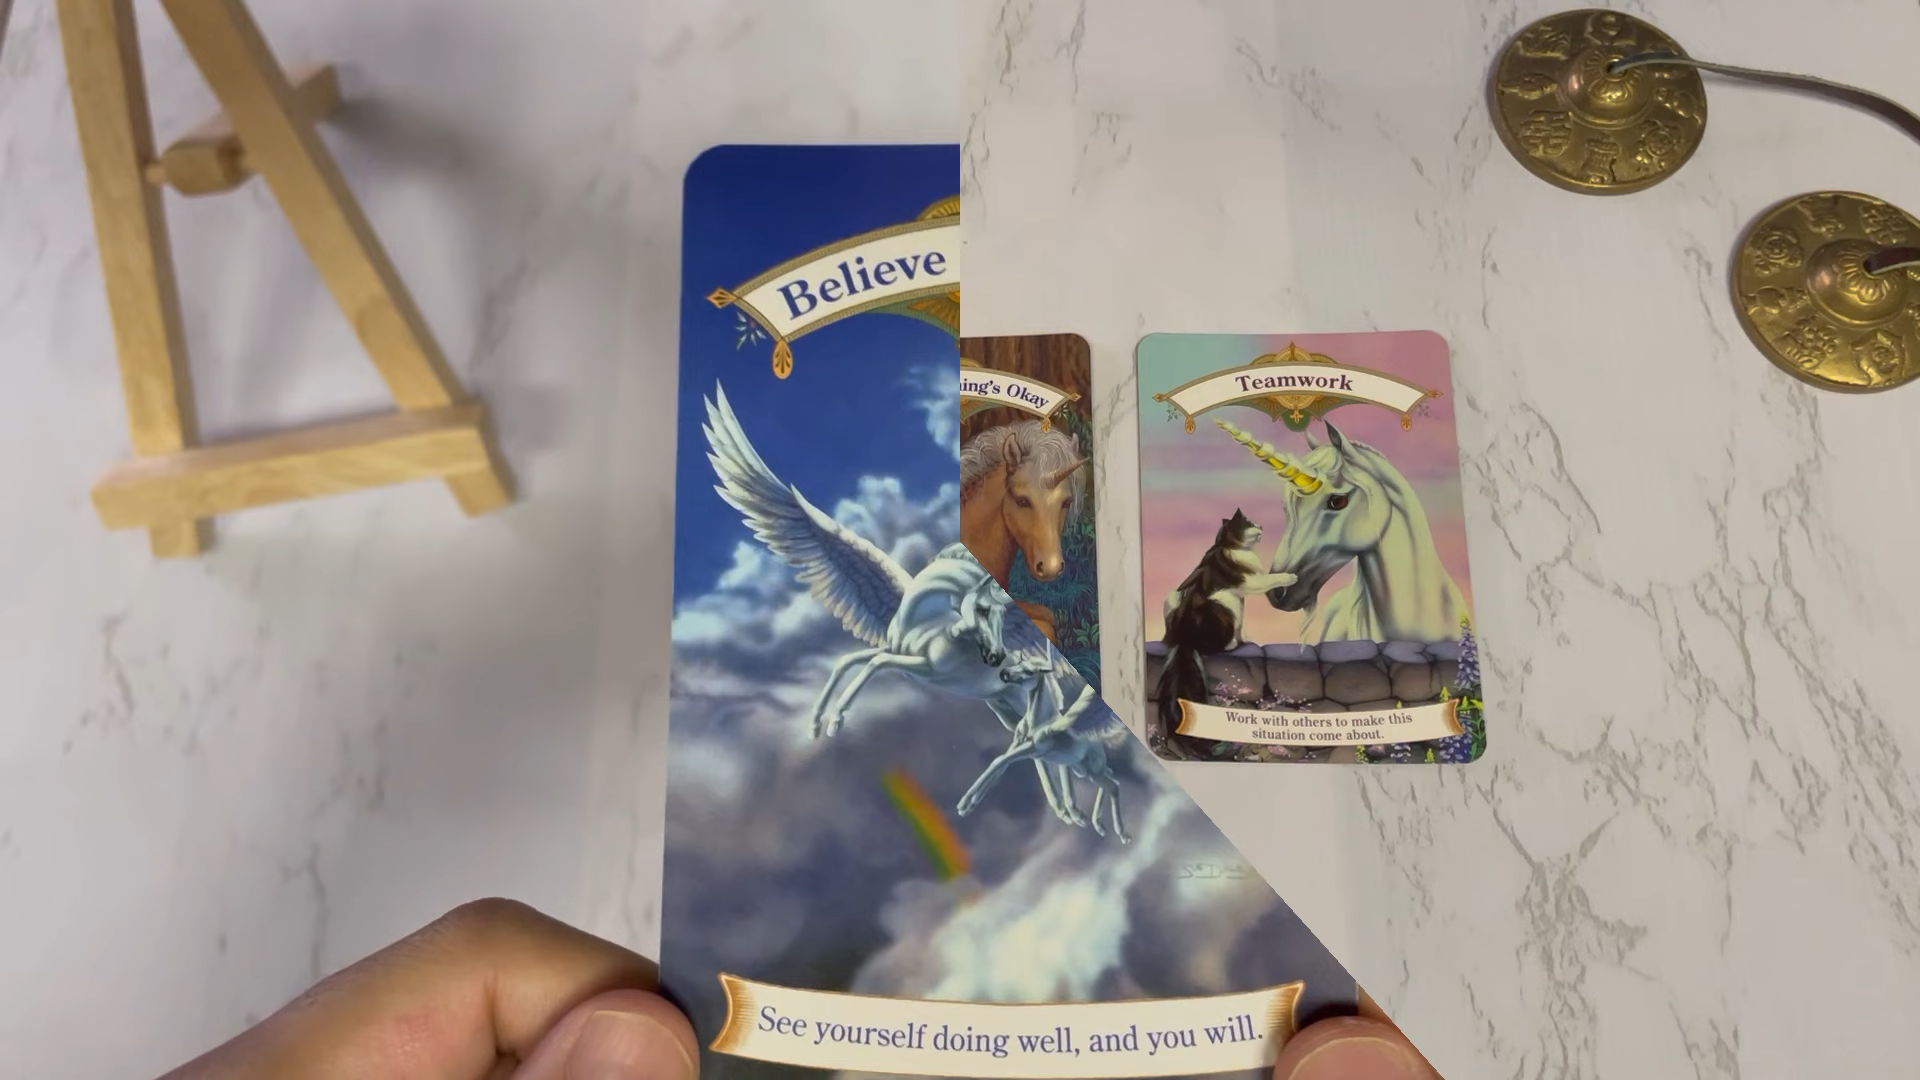 Believe
See yourself doing well, and you will.
ing's Okay
Teamwork
Work with others to make this
situation come about.